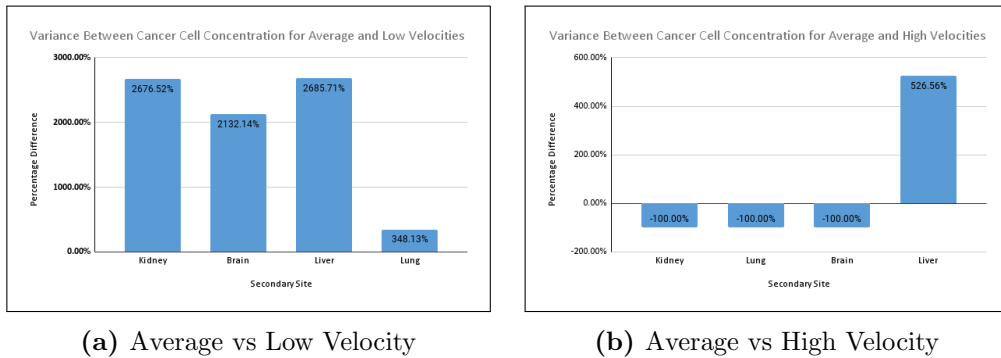 Variance Between Cancer Cell Concentration for Average and Low Velocities
3000.00%
2000.00%
1000.00%
0.00%
Percentage Difference
2676.52%
2132.14%
2685.71%
348.13%
Kidney
Brain
Liver
Lung
Secondary Site
(a) Average vs Low Velocity
Variance Between Cancer Cell Concentration for Average and High Velocities
600.00%
400.00%
200.00%
0.00%
-200.00%
Percentage Difference
-100.00%
-100.00%
-100.00%
526.56%
Kidney
Lung
Brain
Liver
Secondary Site
(b) Average vs High Velocity